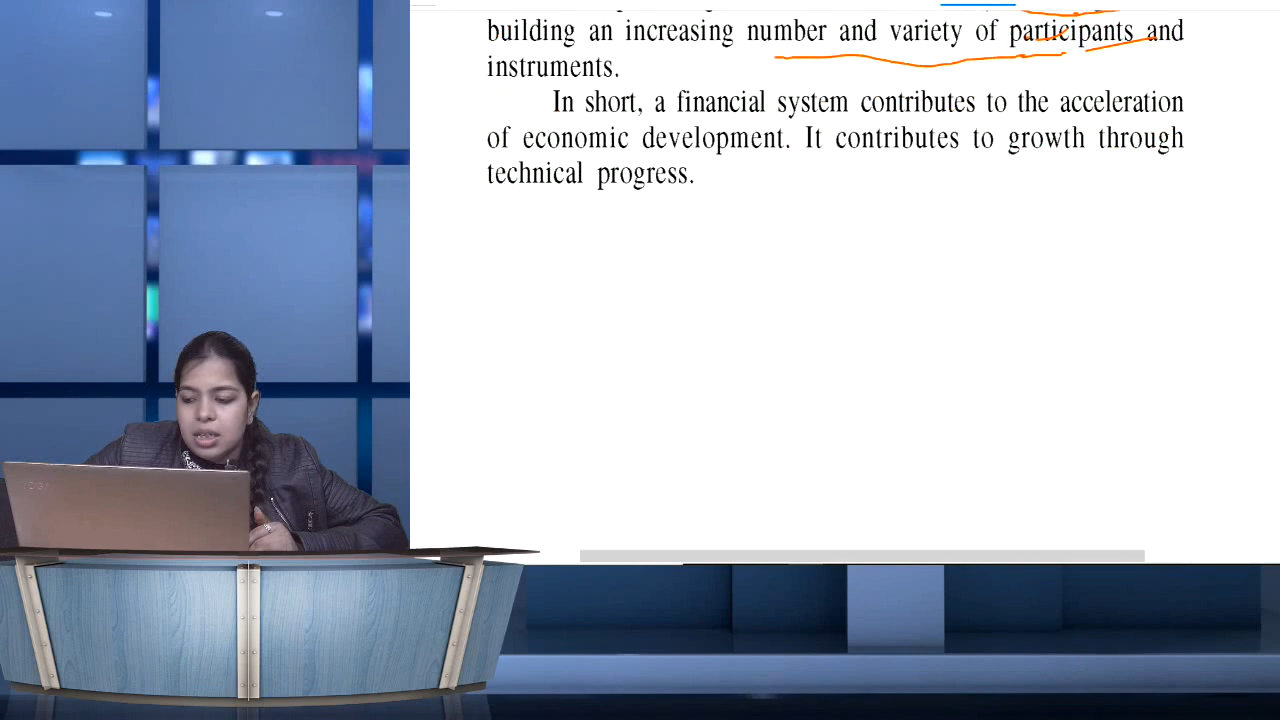 building an increasing number and variety of participants and
instruments.
In short, a financial system contributes to the acceleration
of economic development. It contributes to growth through
technical progress.